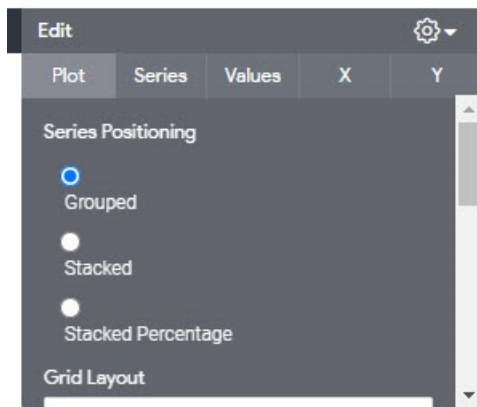 Edit
Plot Series Values X Y
Series Positioning
Grouped
Stacked
Stacked Percentage
Grid Layout